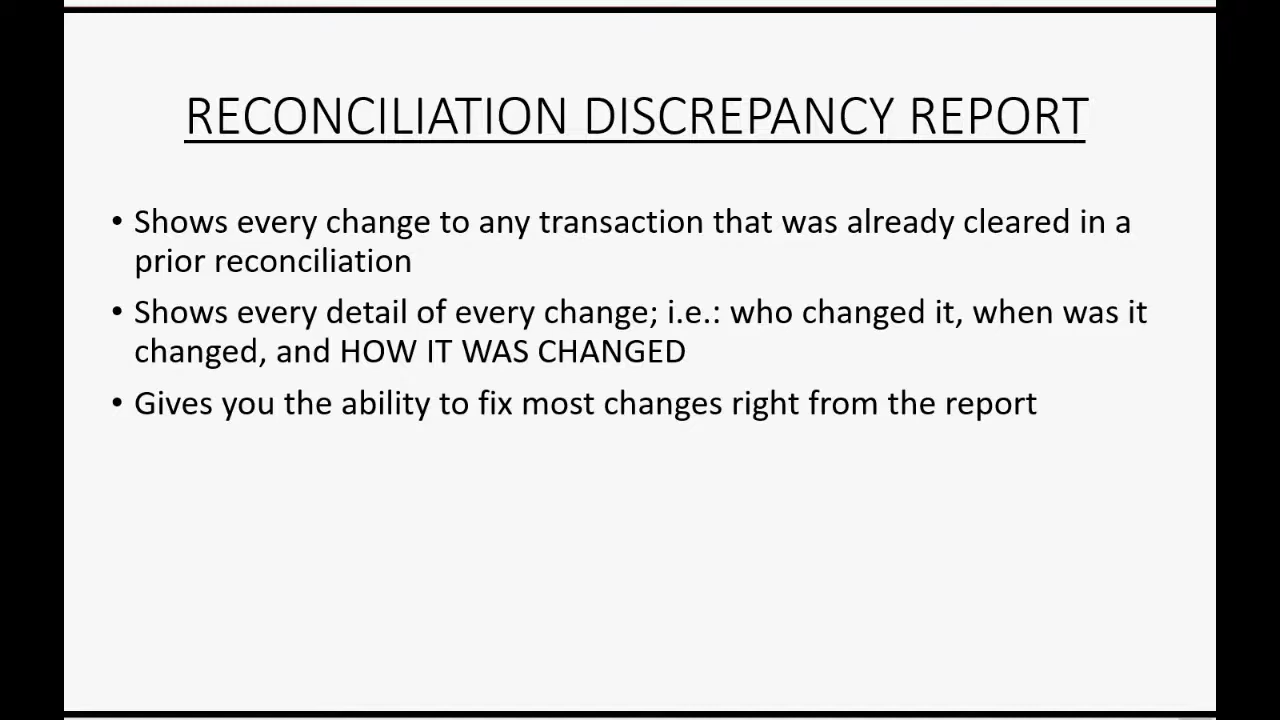 RECONCILIATION DISCREPANCY REPORT
• Shows every change to any transaction that was already cleared in a
prior reconciliation
• Shows every detail of every change; i.e.: who changed it, when was it
changed, and HOW IT WAS CHANGED
• Gives you the ability to fix most changes right from the report